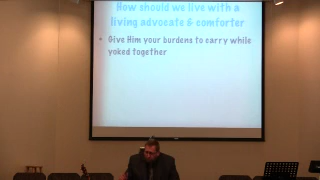 How should we live with a
living advocate & comforter
• Give Him your burdens to carry while
yoked together